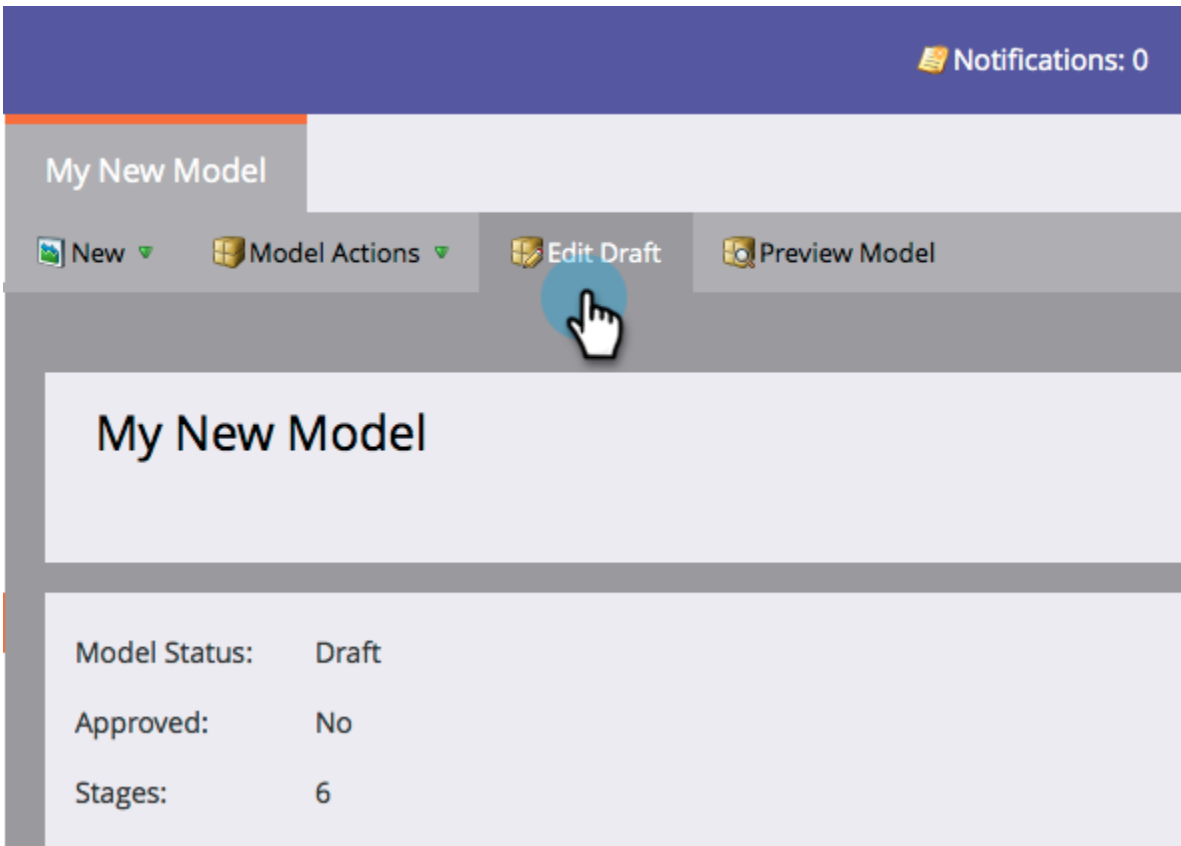 Notifications: 0
My New Model
New Model Actions Edit Draft Preview Model
My New Model
Model Status: Draft
Approved: No
Stages: 6